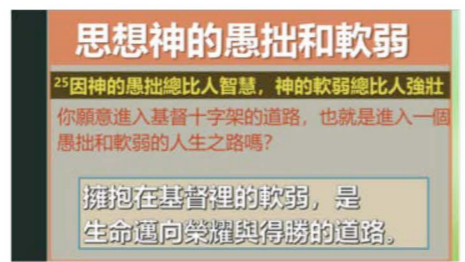 思想神的愚拙和軟弱
25因神的愚拙總比人智慧，神的軟弱總比人強壯
你願意進入基督十字架的道路，也就是進入一個
愚拙和軟弱的人生之路嗎？
擁抱在基督裡的軟弱，是
生命邁向榮耀與得勝的道路。